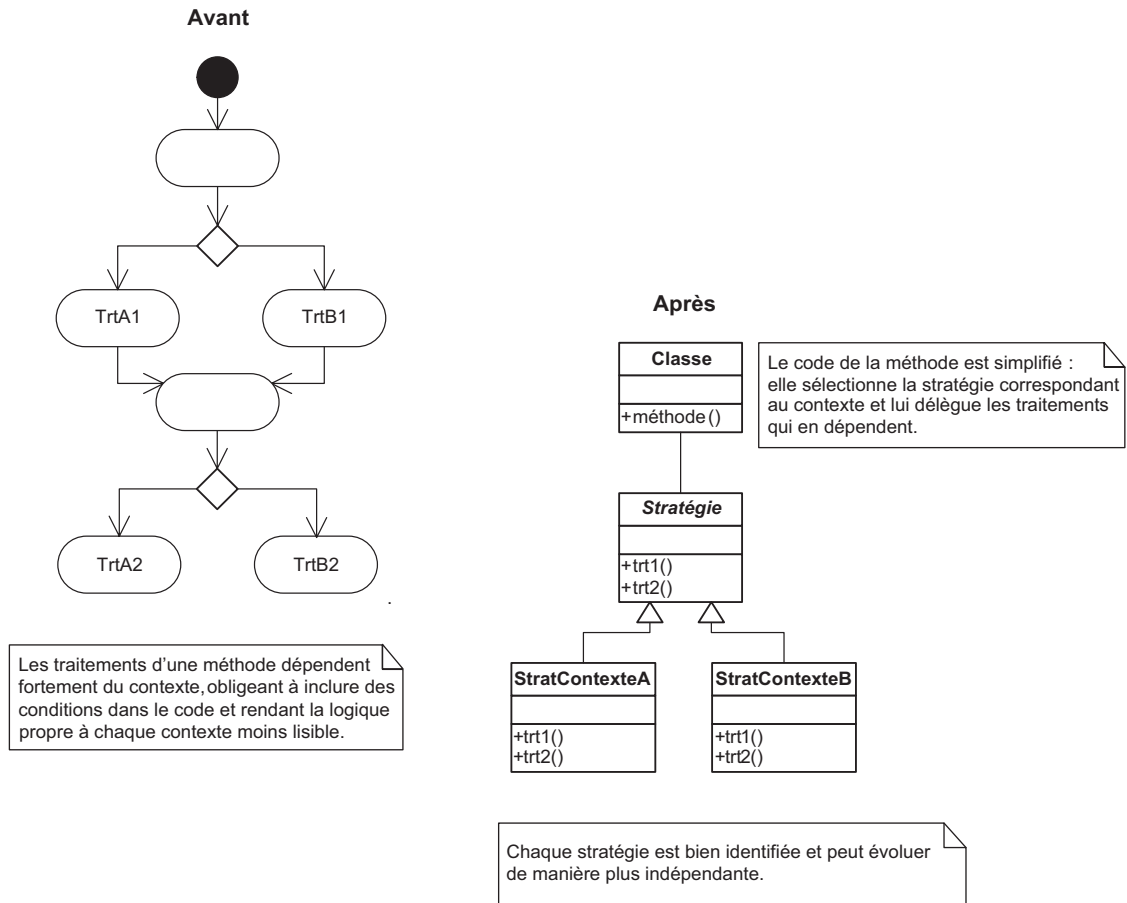 Avant
TrtA1
TrtB1
TrtA2
TrtB2
.
Les traitements d’une méthode dépendent
fortement du contexte, obligeant à inclure des
conditions dans le code et rendant la logique
propre à chaque contexte moins lisible.
Après
Classe
+méthode()
Le code de la méthode est simplifié :
elle sélectionne la stratégie correspondant
au contexte et lui délègue les traitements
qui en dépendent.
Stratégie
+trt1()
+trt2()
StratContexteA
+trt1()
+trt2()
StratContexteB
+trt1()
+trt2()
Chaque stratégie est bien identifiée et peut évoluer
de manière plus indépendante.